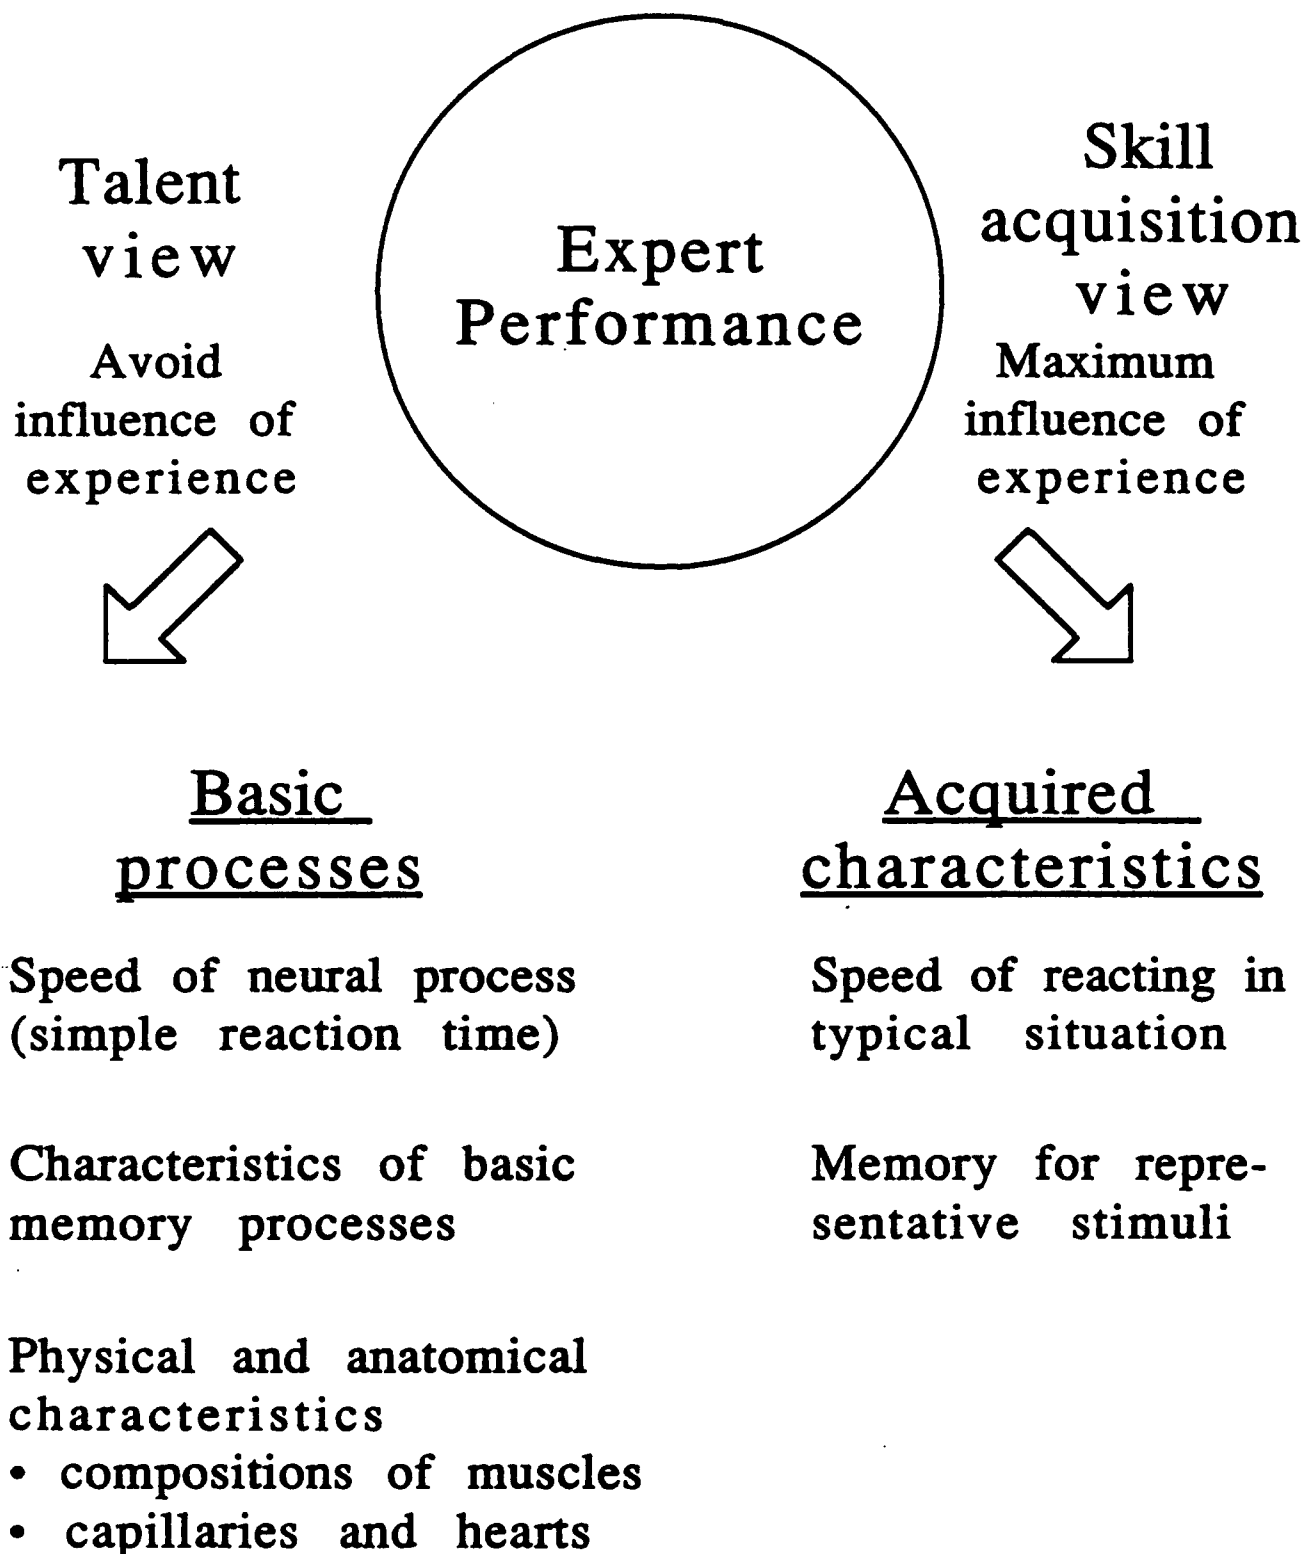 Talent
view
Avoid
influence of
experience
Expert
Performance
Skill
acquisition
view
Maximum
influence of
experience
Basic
processes
Speed of neural process
(simple reaction time)
Characteristics of basic
memory processes
Physical and anatomical
characteristics
• compositions of muscles
• capillaries and hearts
Acquired
characteristics
Speed of reacting in
typical situation
Memory for repre-
sentative stimuli